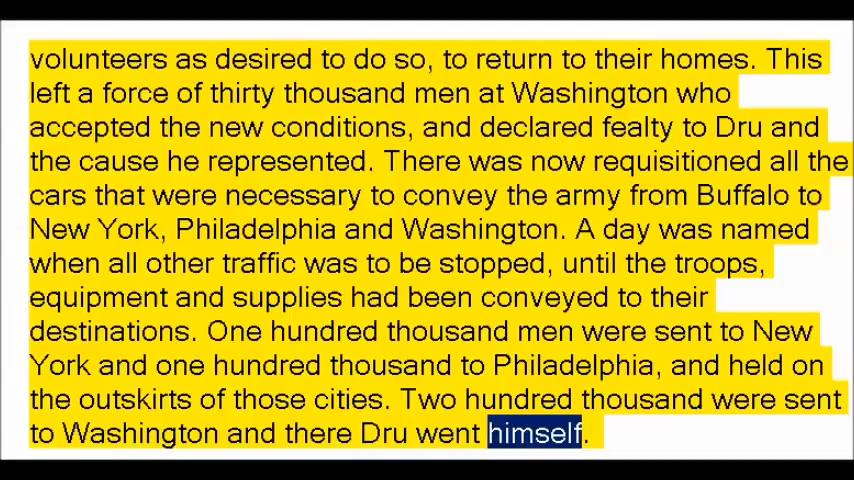 volunteers as desired to do so, to return to their homes. This
left a force of thirty thousand men at Washington who
accepted the new conditions, and declared fealty to Dru and
the cause he represented. There was now requisitioned all the
cars that were necessary to convey the army from Buffalo to
New York, Philadelphia and Washington. A day was named
when all other traffic was to be stopped, until the troops,
equipment and supplies had been conveyed to their
destinations. One hundred thousand men were sent to New
York and one hundred thousand to Philadelphia, and held on
the outskirts of those cities. Two hundred thousand were sent
to Washington and there Dru went himself.